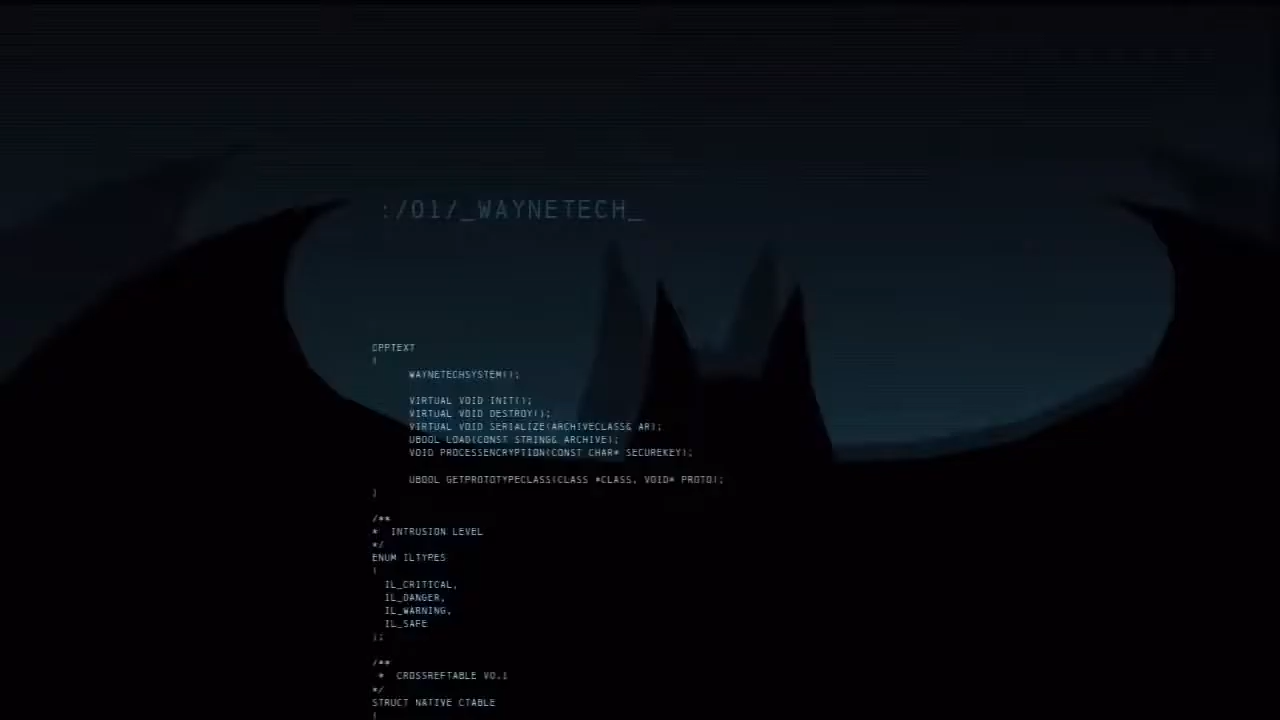 :/01/_WAYNETECH_
CPPTEXT
{
WAYNETECHSYSTEM();
VIRTUAL VOID INIT();
VIRTUAL VOID DESTROY();
VIRTUAL VOID SERIALIZE(ARCHIVECLASS& AR);
UBOOL LOAD(CONST STRING& ARCHIVE);
VOID PROCESSENCRYPTION(CONST CHAR* SECUREKEY);
UBOOL GETPROTOTYPECLASS(CLASS *CLASS, VOID* PROTO);
}
/**
* INTRUSION LEVEL
*/
ENUM ILTYPES
{
IL_CRITICAL,
IL_DANGER,
IL_WARNING,
IL_SAFE
};
/**
* CROSSREFTABLE V0.1
*/
STRUCT NATIVE CTABLE
{